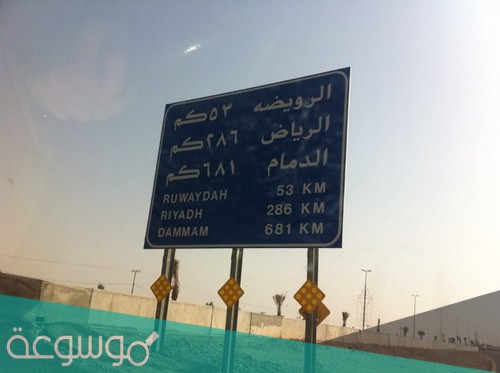 الرويضه ٥٣ كم
الرياض ٢٨٦ كم
الدمام ٦٨١ كم
RUWAYDAH 53 KM
RIYADH 286 KM
DAMMAM 681 KM
موسوعة